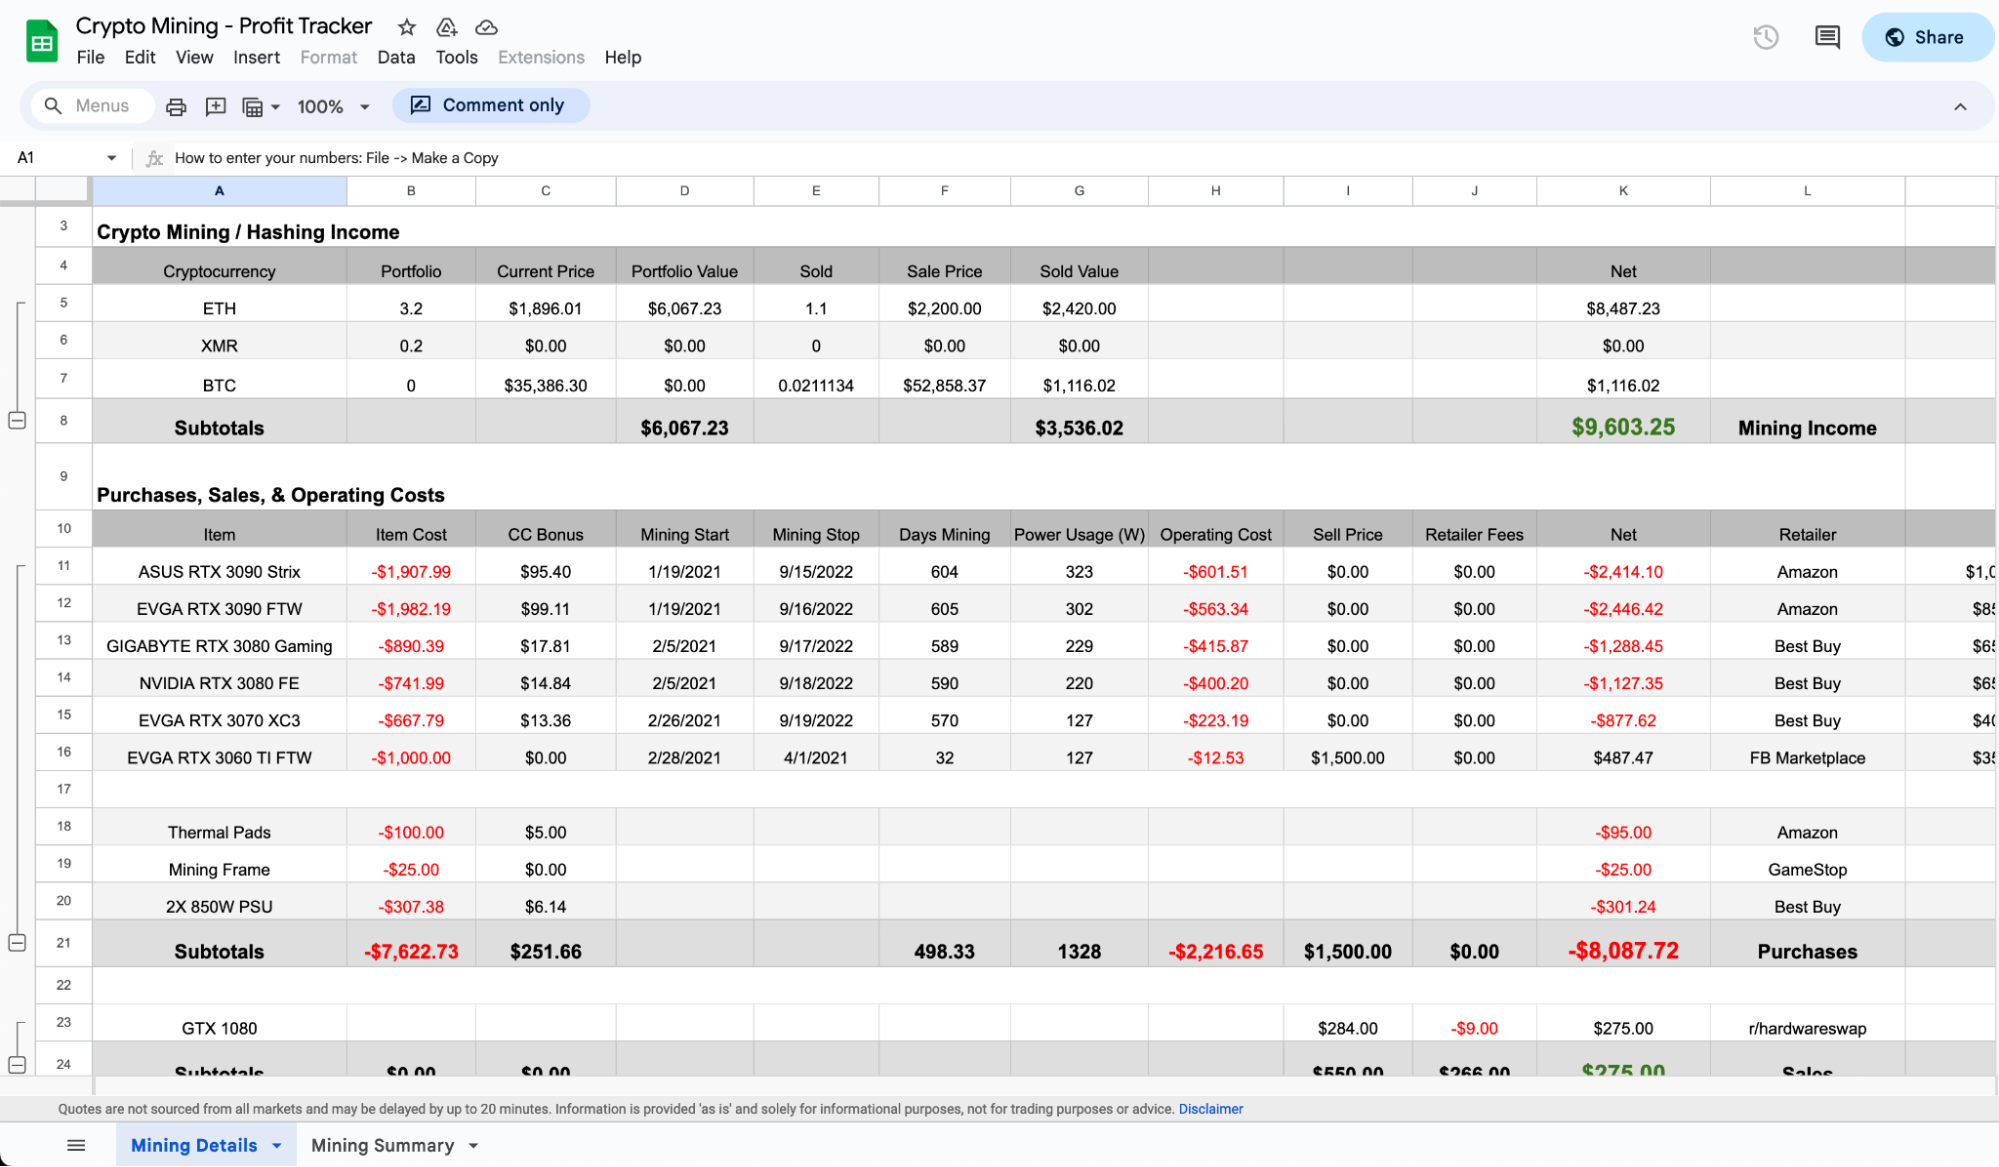 Crypto Mining - Profit Tracker
File Edit View Insert Format Data Tools Extensions Help
Share
Menus 100% Comment only
A1 fx How to enter your numbers: File -> Make a Copy
A B C D E F G H I J K L
3 Crypto Mining / Hashing Income
4 Cryptocurrency Portfolio Current Price Portfolio Value Sold Sale Price Sold Value Net
5 ETH 3.2 $1,896.01 $6,067.23 1.1 $2,200.00 $2,420.00 $8,487.23
6 XMR 0.2 $0.00 $0.00 0 $0.00 $0.00 $0.00
7 BTC 0 $35,386.30 $0.00 0.0211134 $52,858.37 $1,116.02 $1,116.02
8 Subtotals $6,067.23 $3,536.02 $9,603.25 Mining Income
9 Purchases, Sales, & Operating Costs
10 Item Item Cost CC Bonus Mining Start Mining Stop Days Mining Power Usage (W) Operating Cost Sell Price Retailer Fees Net Retailer
11 ASUS RTX 3090 Strix -$1,907.99 $95.40 1/19/2021 9/15/2022 604 323 -$601.51 $0.00 $0.00 -$2,414.10 Amazon
12 EVGA RTX 3090 FTW -$1,982.19 $99.11 1/19/2021 9/16/2022 605 302 -$563.34 $0.00 $0.00 -$2,446.42 Amazon
13 GIGABYTE RTX 3080 Gaming -$890.39 $17.81 2/5/2021 9/17/2022 589 229 -$415.87 $0.00 $0.00 -$1,288.45 Best Buy
14 NVIDIA RTX 3080 FE -$741.99 $14.84 2/5/2021 9/18/2022 590 220 -$400.20 $0.00 $0.00 -$1,127.35 Best Buy
15 EVGA RTX 3070 XC3 -$667.79 $13.36 2/26/2021 9/19/2022 570 127 -$223.19 $0.00 $0.00 -$877.62 Best Buy
16 EVGA RTX 3060 TI FTW -$1,000.00 $0.00 2/28/2021 4/1/2021 32 127 -$12.53 $1,500.00 $0.00 $487.47 FB Marketplace
17
18 Thermal Pads -$100.00 $5.00 -$95.00 Amazon
19 Mining Frame -$25.00 $0.00 -$25.00 GameStop
20 2X 850W PSU -$307.38 $6.14 -$301.24 Best Buy
21 Subtotals -$7,622.73 $251.66 498.33 1328 -$2,216.65 $1,500.00 $0.00 -$8,087.72 Purchases
22
23 GTX 1080 $284.00 -$9.00 $275.00 r/hardwareswap
24 Subtotals $0.00 $0.00 $550.00 $266.00 $275.00 Sales
Quotes are not sourced from all markets and may be delayed by up to 20 minutes. Information is provided 'as is' and solely for informational purposes, not for trading purposes or advice. Disclaimer
Mining Details Mining Summary